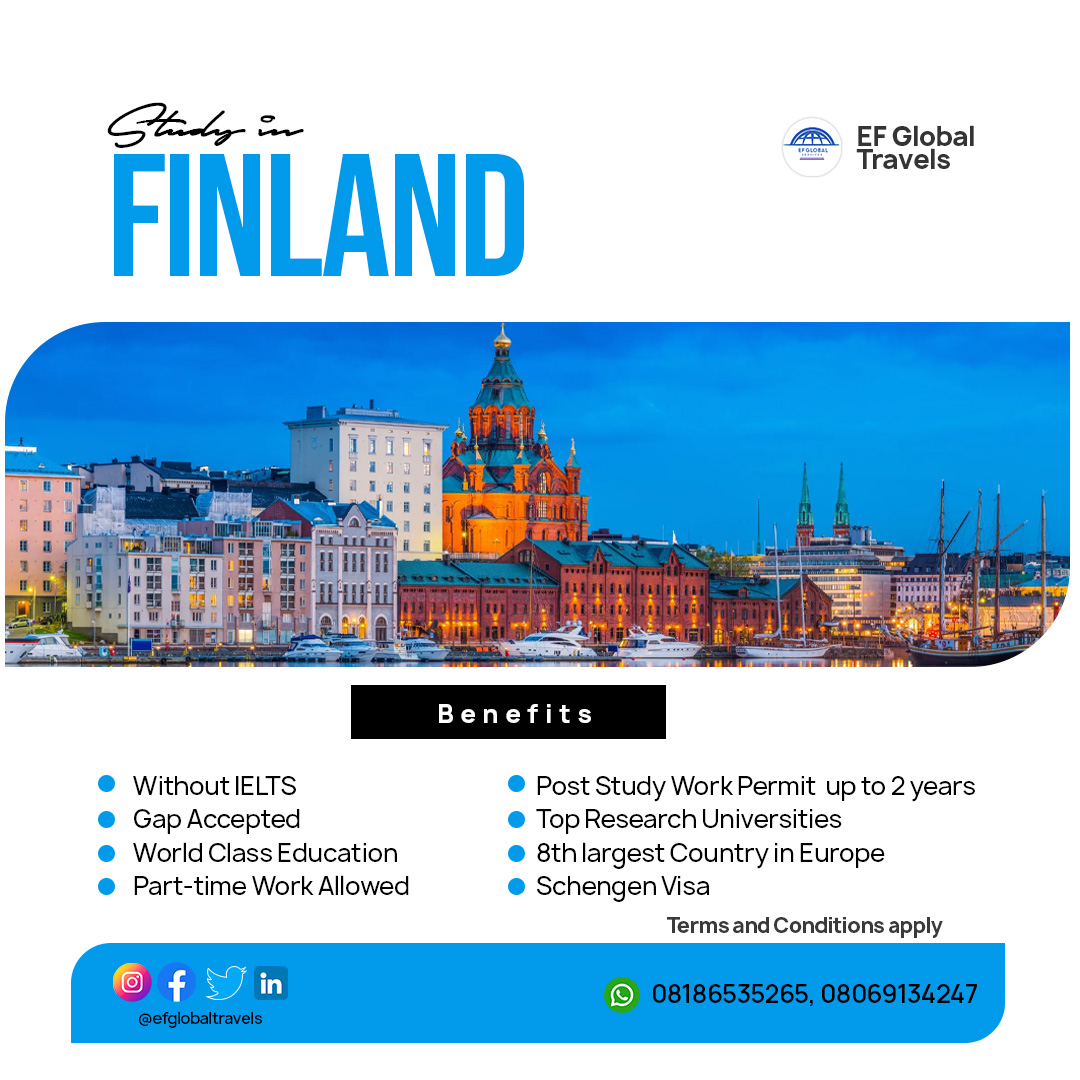 Study in
FINLAND
EF GLOBAL
SERVICES
EF Global
Travels
Benefits
Without IELTS
Gap Accepted
World Class Education
Part-time Work Allowed
Post Study Work Permit up to 2 years
Top Research Universities
8th largest Country in Europe
Schengen Visa
Terms and Conditions apply
in
@efglobaltravels
08186535265, 08069134247